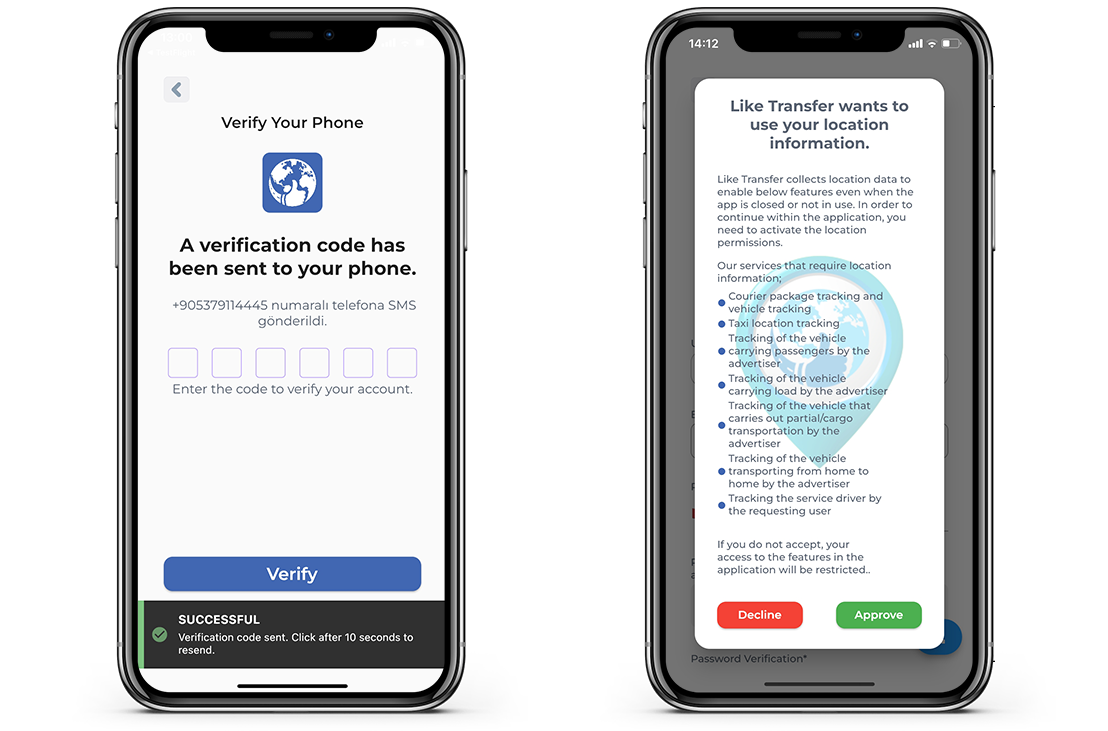 Verify Your Phone
A verification code has
been sent to your phone.
+905379114445 numaralı telefona SMS
gönderildi.
Enter the code to verify your account.
Verify
SUCCESSFUL
Verification code sent. Click after 10 seconds to
resend.
14:12
Like Transfer wants to
use your location
information.
Like Transfer collects location data to
enable below features even when the
app is closed or not in use. In order to
continue within the application, you
need to activate the location
permissions.
Our services that require location
information;
Courier package tracking and
vehicle tracking
Taxi location tracking
Tracking of the vehicle
carrying passengers by the
advertiser
Tracking of the vehicle
carrying load by the advertiser
Tracking of the vehicle that
carries out partial/cargo
transportation by the
advertiser
Tracking of the vehicle
transporting from home to
home by the advertiser
Tracking the service driver by
the requesting user
If you do not accept, your
access to the features in the
application will be restricted..
Decline
Approve
Password Verification*